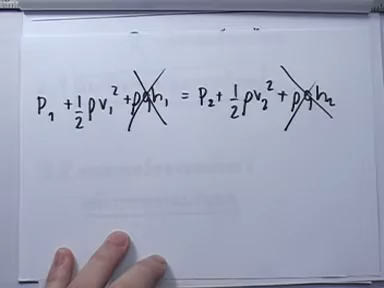 P₁ + ½ρv₁² + ρgh₁ = P₂ + ½ρv₂² + ρgh₂